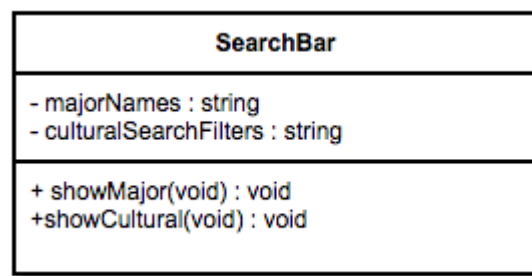 SearchBar
- majorNames : string
- culturalSearchFilters : string
+ showMajor(void) : void
+showCultural(void) : void